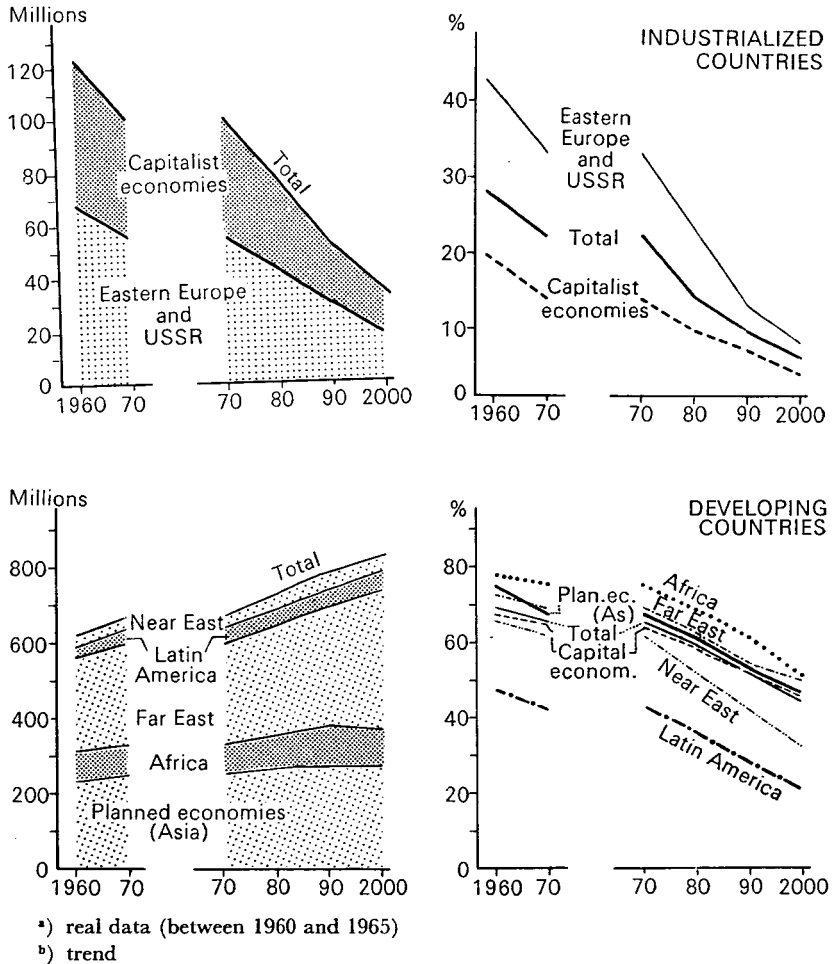 Millions
120
100
80
60
40
20
0
Capitalist
economies
Total
Eastern Europe
and
USSR
1960 70
70 80 90 2000
%
INDUSTRIALIZED
COUNTRIES
40
30
20
10
0
Eastern
Europe
and
USSR
Total
Capitalist
economies
1960 70
70 80 90 2000
Millions
800
600
400
200
0
Total
Near East
Latin
America
Far East
Africa
Planned economies
(Asia)
1960 70
70 80 90 2000
%
DEVELOPING
COUNTRIES
80
60
40
20
0
Plan.ec.
(As)
Total
Capital
econom.
Africa
Far East
Near East
Latin America
1960 70
70 80 90 2000
a) real data (between 1960 and 1965)
b) trend